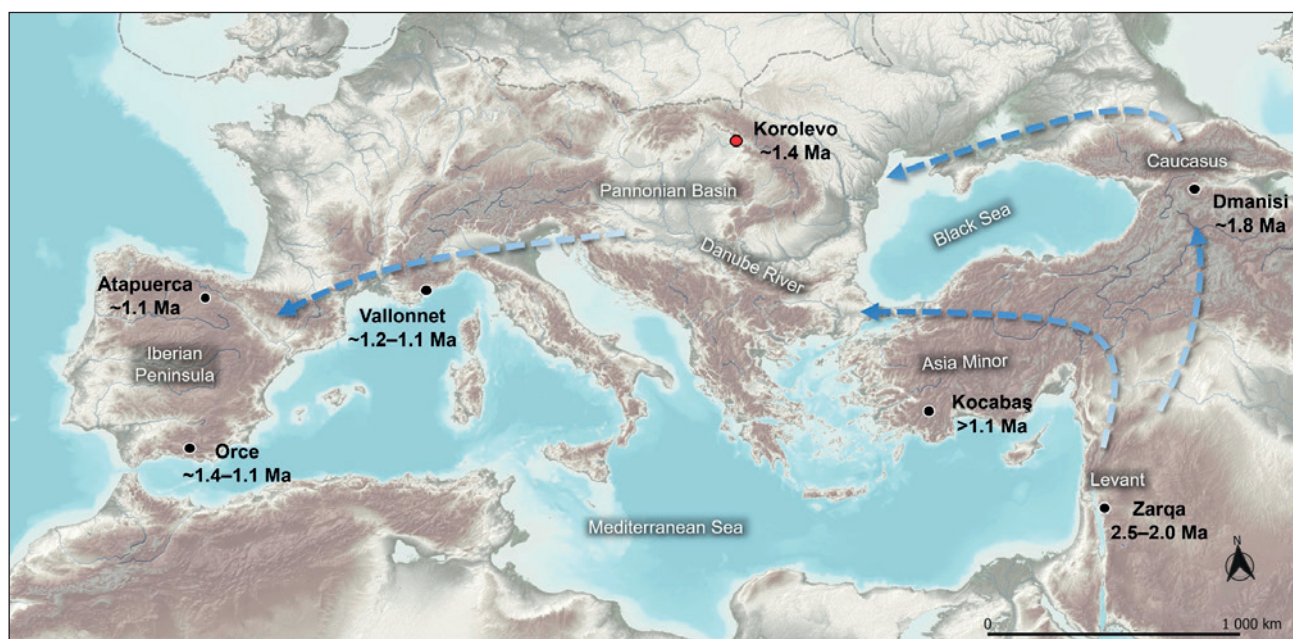 Korolevo
~1.4 Ma
Caucasus
Pannonian Basin
Dmanisi
~1.8 Ma
Black Sea
Danube River
Atapuerca
~1.1 Ma
Vallonnet
~1.2–1.1 Ma
Iberian
Peninsula
Asia Minor
Kocabaş
>1.1 Ma
Orce
~1.4–1.1 Ma
Levant
Zarqa
2.5–2.0 Ma
Mediterranean Sea
N
0
1 000 km